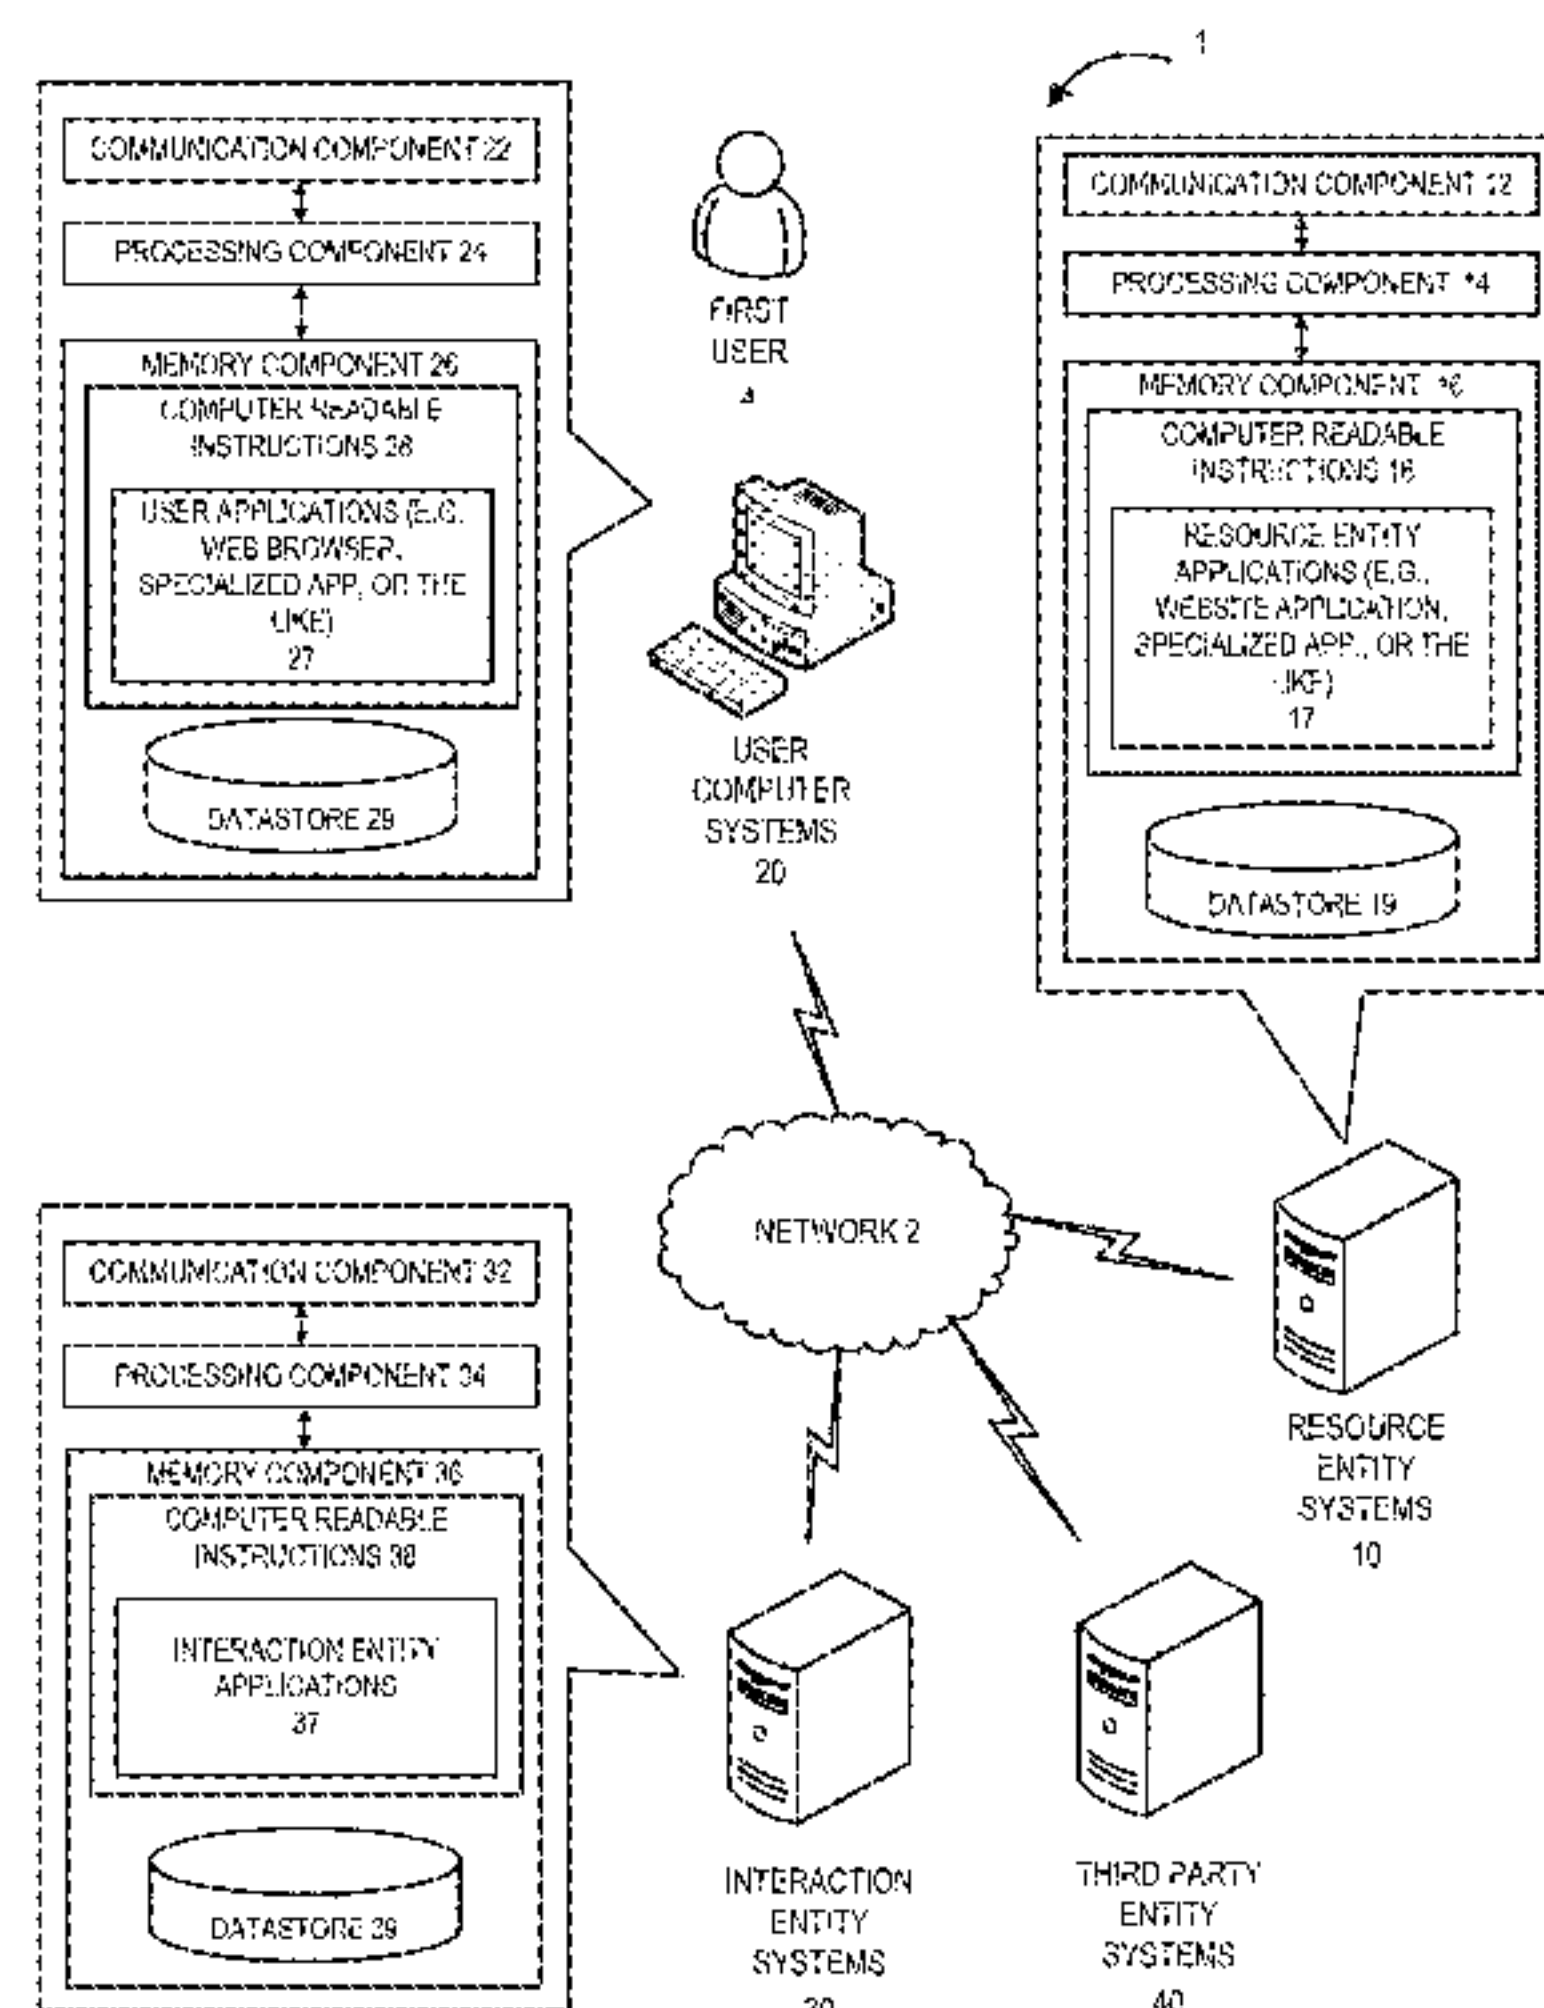 1
COMMUNICATION COMPONENT 22
PROCESSING COMPONENT 24
MEMORY COMPONENT 26
COMPUTER READABLE
INSTRUCTIONS
USER APPLICATIONS (E.G.
WEB BROWSER,
SPECIALIZED APP, OR THE
LIKE)
27
DATASTORE 29
FIRST
USER
4
USER
COMPUTER
SYSTEMS
20
COMMUNICATION COMPONENT 12
PROCESSING COMPONENT 14
MEMORY COMPONENT 16
COMPUTER READABLE
INSTRUCTIONS
RESOURCE ENTITY
APPLICATIONS (E.G.,
WEBSITE APPLICATION,
SPECIALIZED APP., OR THE
LIKE)
17
DATASTORE 19
NETWORK 2
RESOURCE
ENTITY
SYSTEMS
10
COMMUNICATION COMPONENT 32
PROCESSING COMPONENT 34
MEMORY COMPONENT 36
COMPUTER READABLE
INSTRUCTIONS 38
INTERACTION ENTITY
APPLICATIONS
37
DATASTORE 39
INTERACTION
ENTITY
SYSTEMS
30
THIRD PARTY
ENTITY
SYSTEMS
40